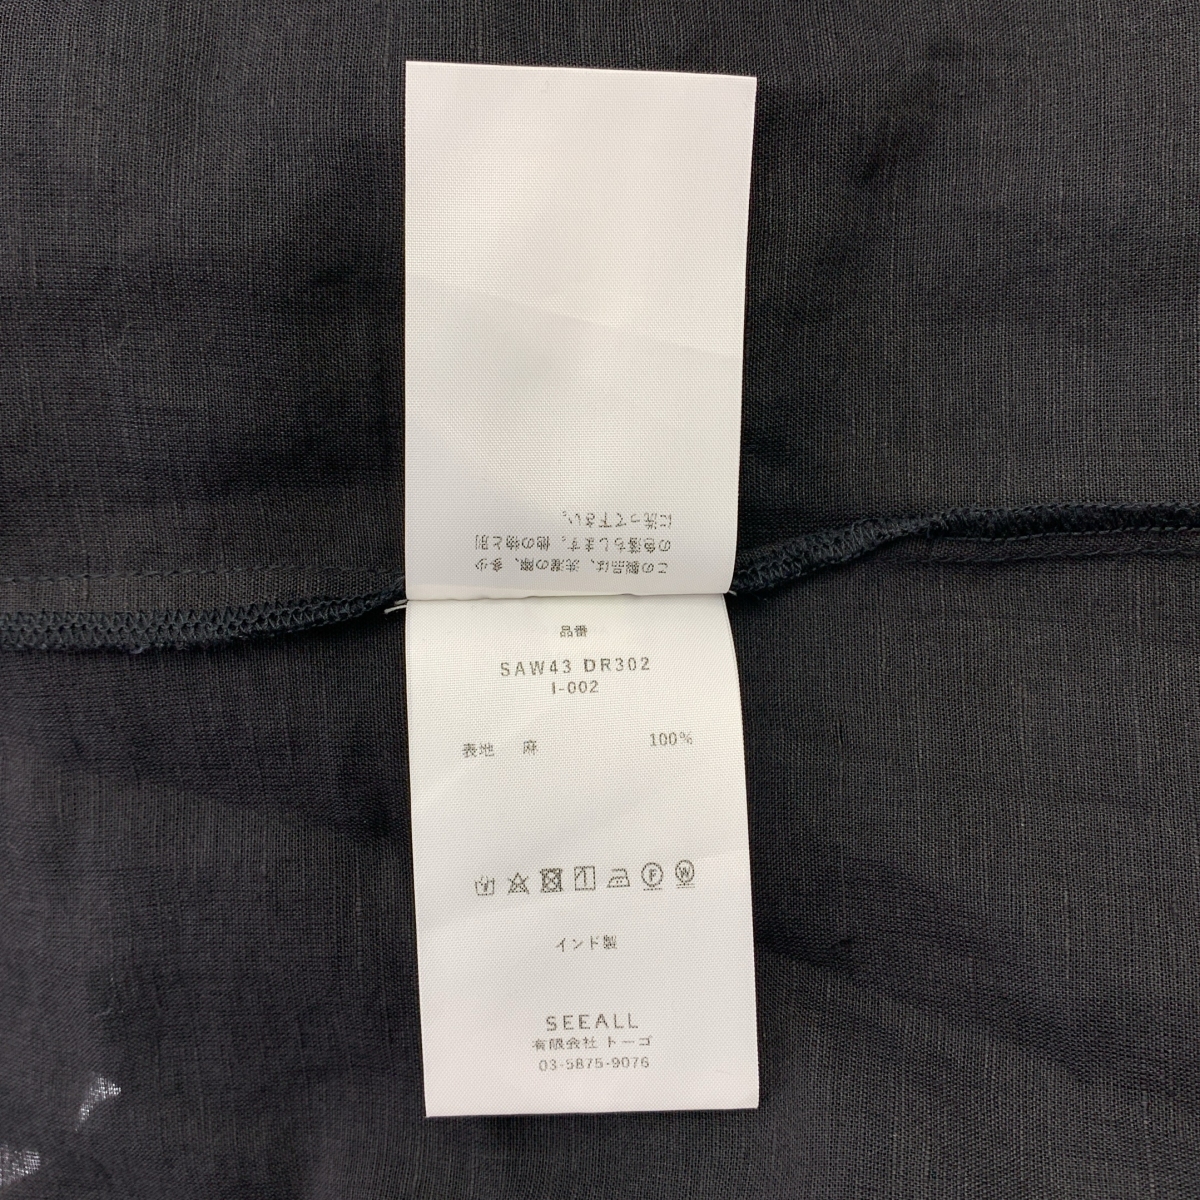 この製品は、洗濯の際、多少
の色落ちします。他の物と別
に洗って下さい。
品番
SAW43 DR302
I-002
表地 麻 100%
F W
インド製
SEEALL
有限会社 トーゴ
03-5875-9076